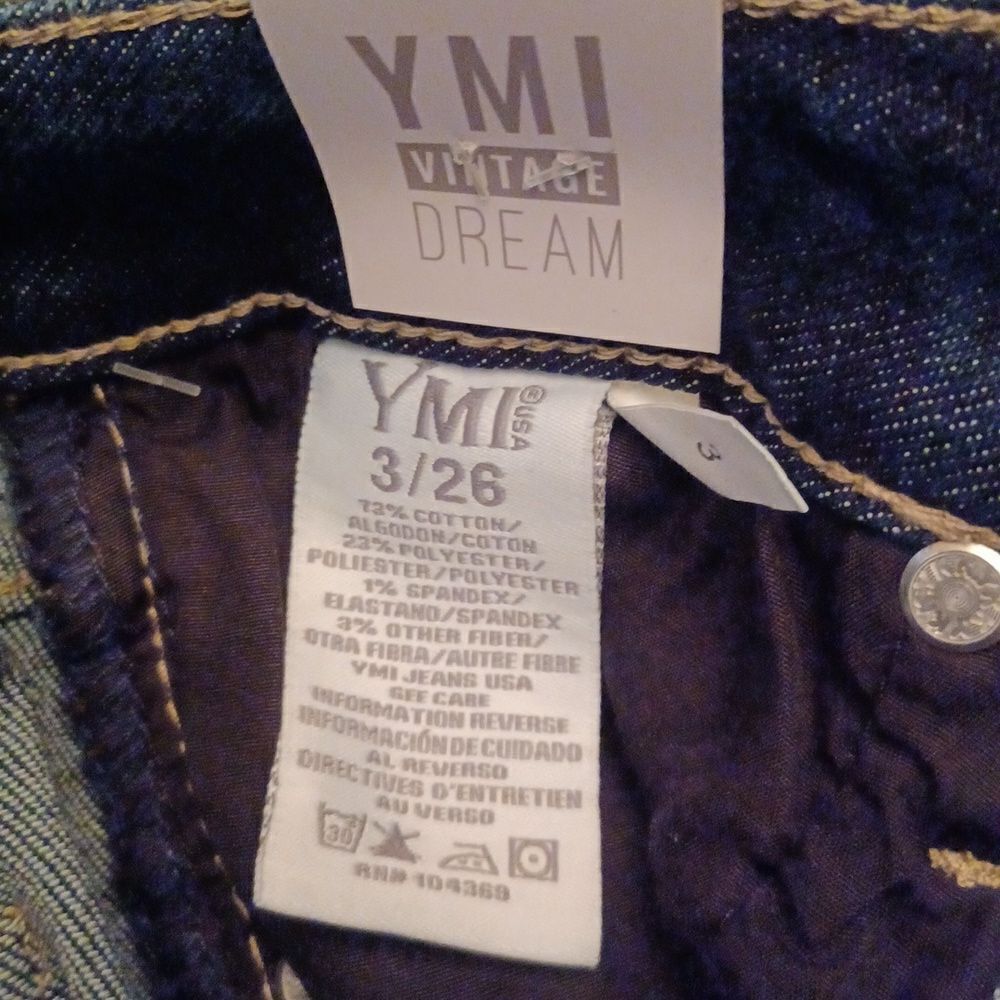 YMI
VINTAGE
DREAM
YMI® USA
3/26
73% COTTON/
ALGODON/COTON
23% POLYESTER/
POLIESTER/POLYESTER
1% SPANDEX/
ELASTANO/SPANDEX
3% OTHER FIBER/
OTRA FIBRA/AUTRE FIBRE
YMI JEANS USA
SEE CARE
INFORMATION REVERSE
INFORMACIÓN DE CUIDADO
AL REVERSO
DIRECTIVES D'ENTRETIEN
AU VERSO
30
RN# 104369
3